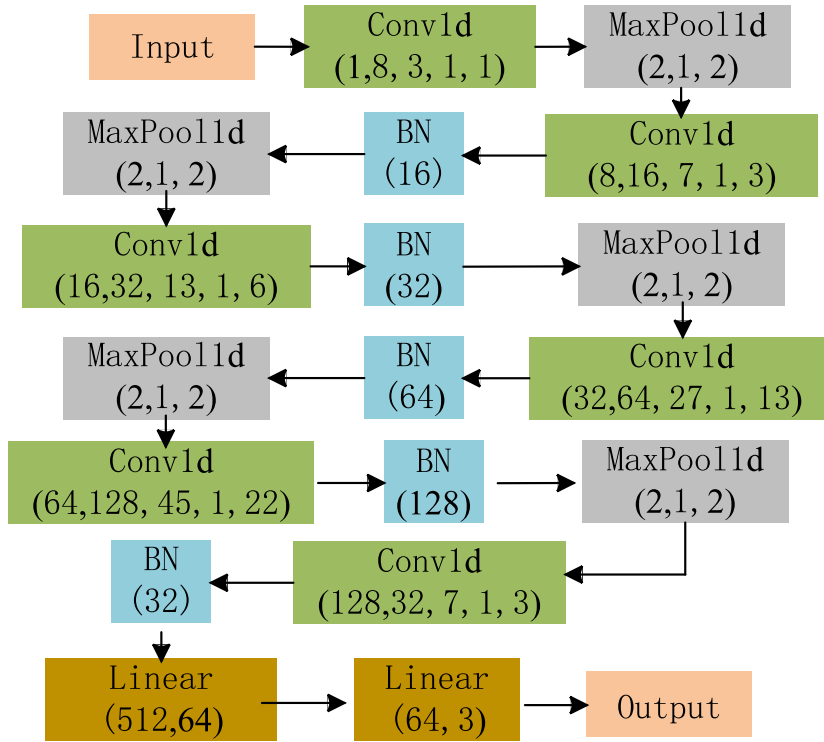 Input
Conv1d
(1,8, 3, 1, 1)
MaxPool1d
(2,1, 2)
Conv1d
(8,16, 7, 1, 3)
BN
(16)
MaxPool1d
(2,1, 2)
Conv1d
(16,32, 13, 1, 6)
BN
(32)
MaxPool1d
(2,1, 2)
Conv1d
(32,64, 27, 1, 13)
BN
(64)
MaxPool1d
(2,1, 2)
Conv1d
(64,128, 45, 1, 22)
BN
(128)
MaxPool1d
(2,1, 2)
Conv1d
(128,32, 7, 1, 3)
BN
(32)
Linear
(512,64)
Linear
(64, 3)
Output